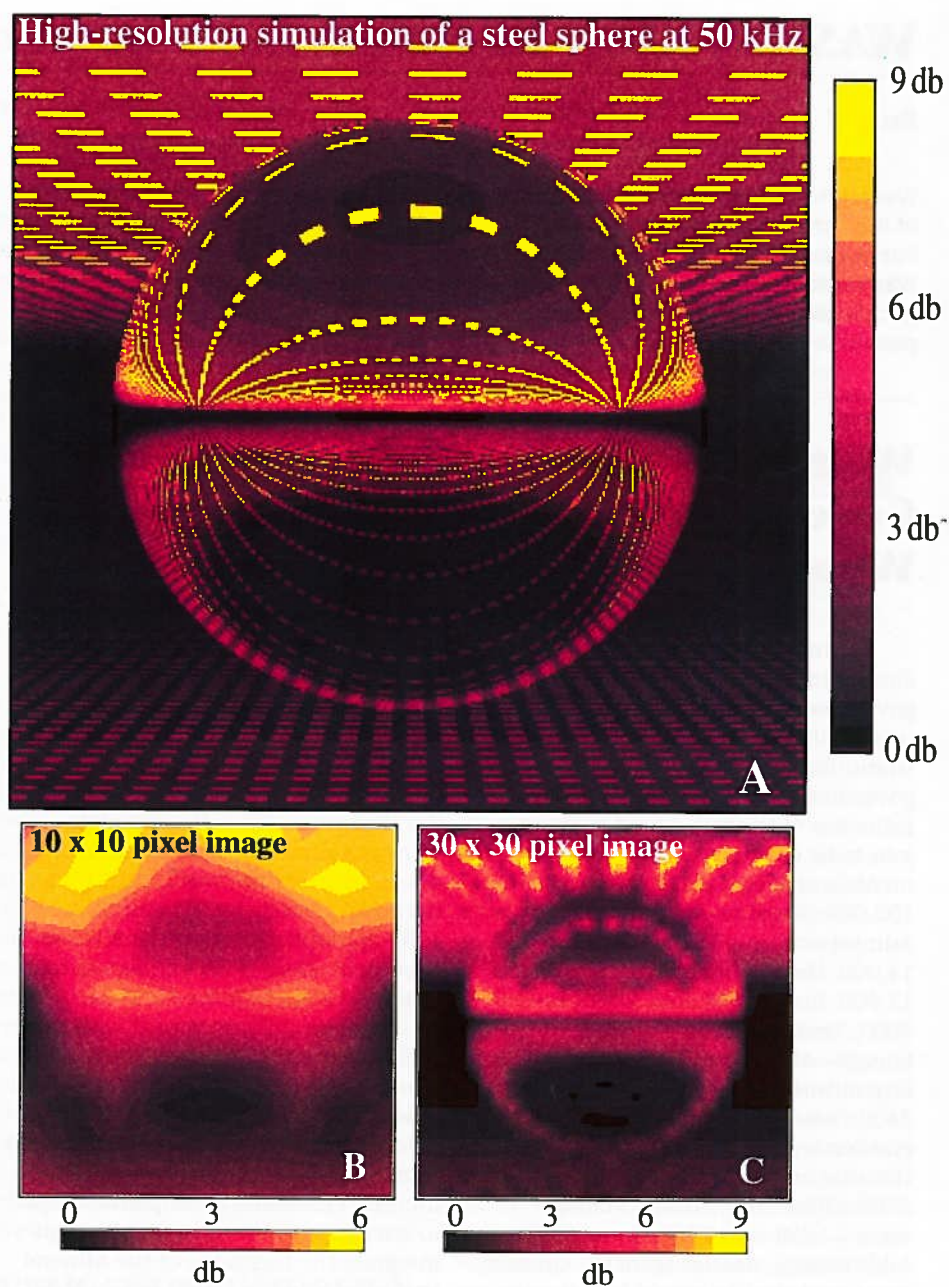 High-resolution simulation of a steel sphere at 50 kHz
9 db
6 db
3 db
0 db
A
10 x 10 pixel image
30 x 30 pixel image
B
C
0 3 6
db
0 3 6 9
db